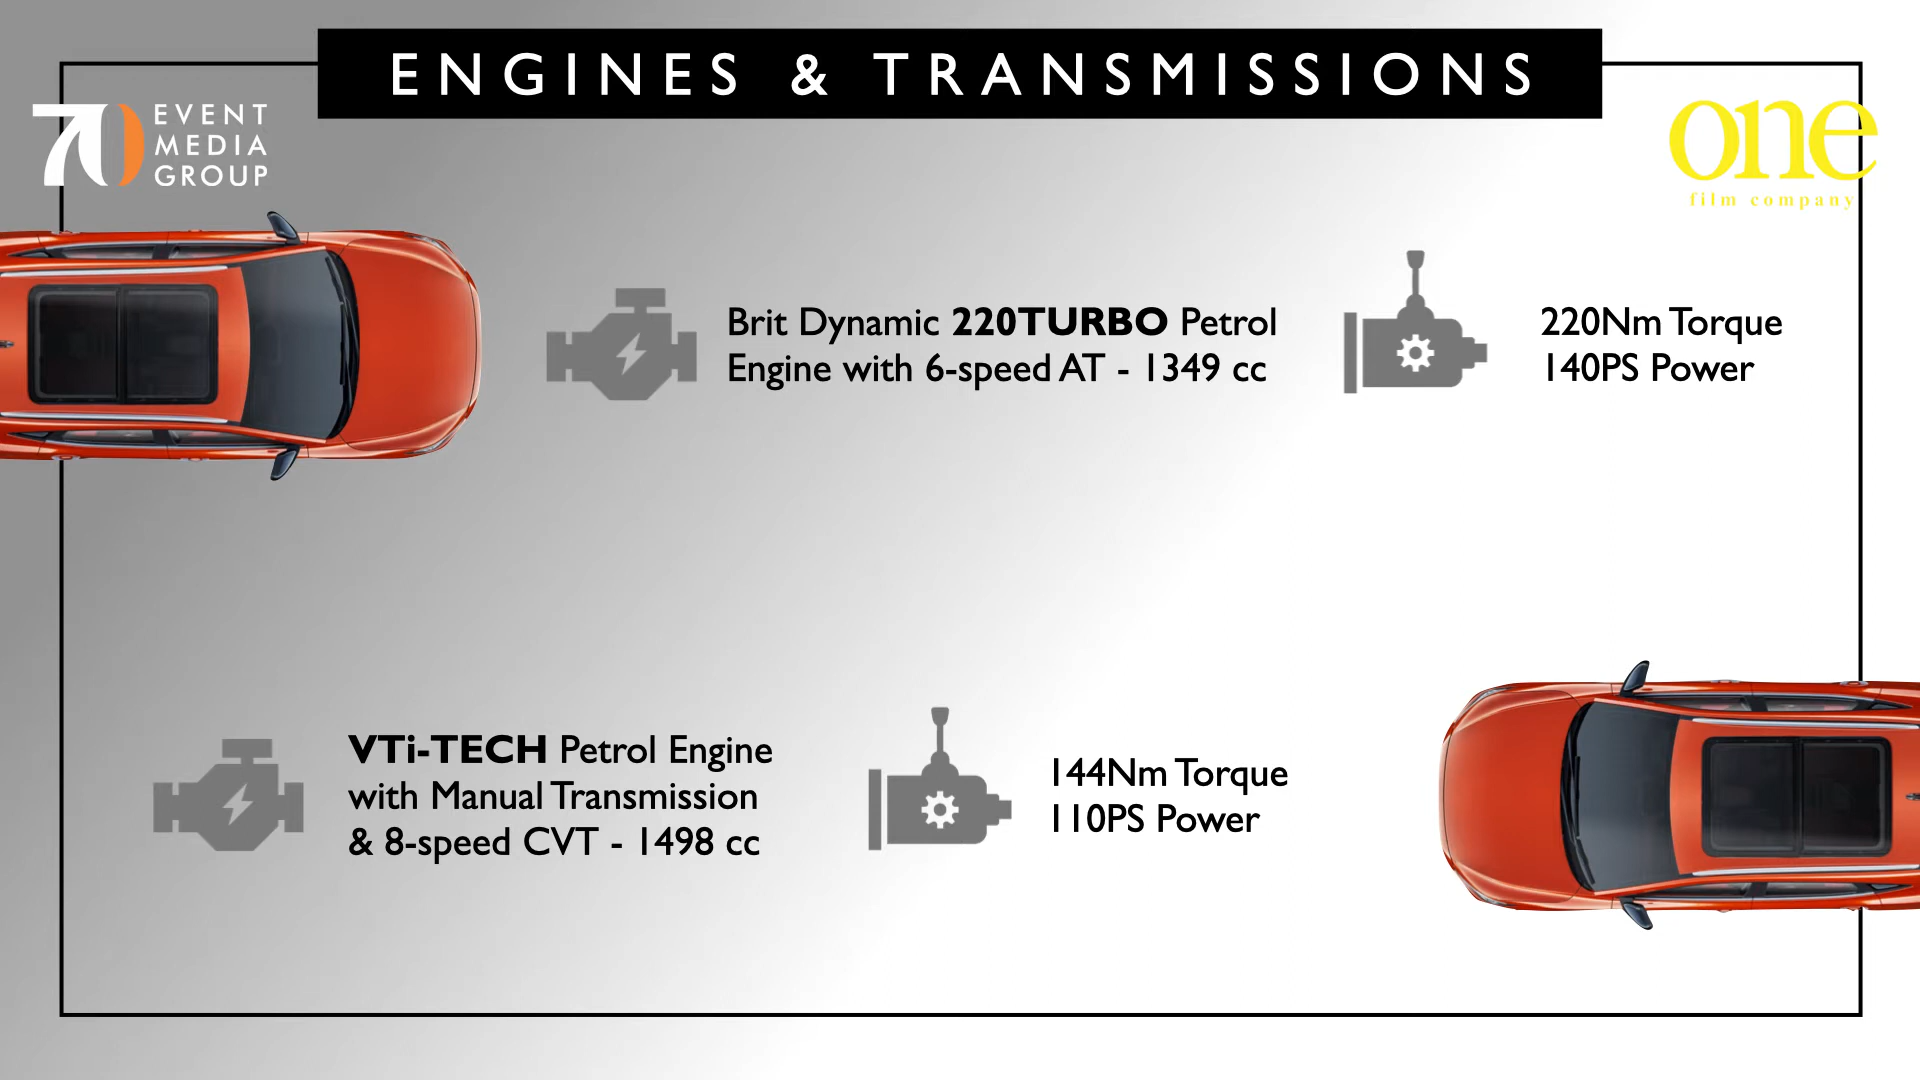 ENGINES & TRANSMISSIONS
70 EVENT
MEDIA
GROUP
one
film company
Brit Dynamic 220TURBO Petrol
Engine with 6-speed AT - 1349 cc
220Nm Torque
140PS Power
VTi-TECH Petrol Engine
with Manual Transmission
& 8-speed CVT - 1498 cc
144Nm Torque
110PS Power